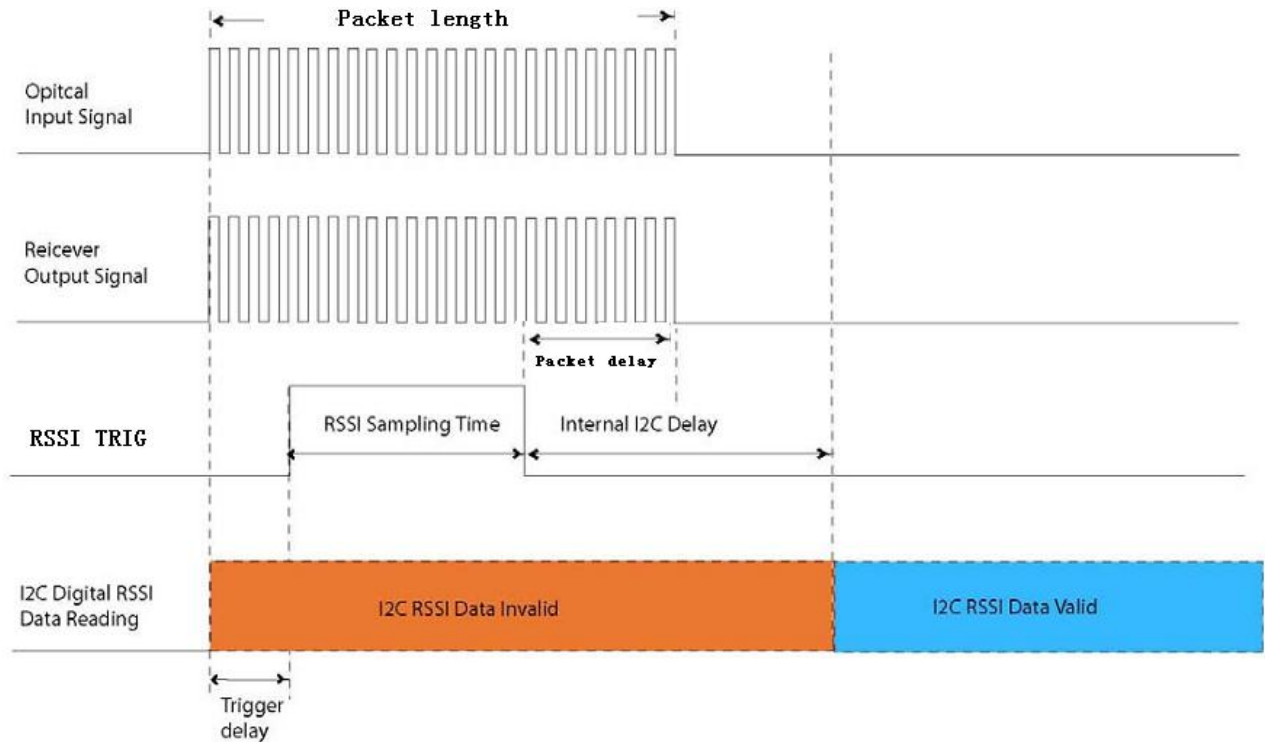 Packet length
Opitcal
Input Signal
Reicever
Output Signal
Packet delay
RSSI TRIG
RSSI Sampling Time
Internal I2C Delay
I2C Digital RSSI
Data Reading
I2C RSSI Data Invalid
I2C RSSI Data Valid
Trigger
delay